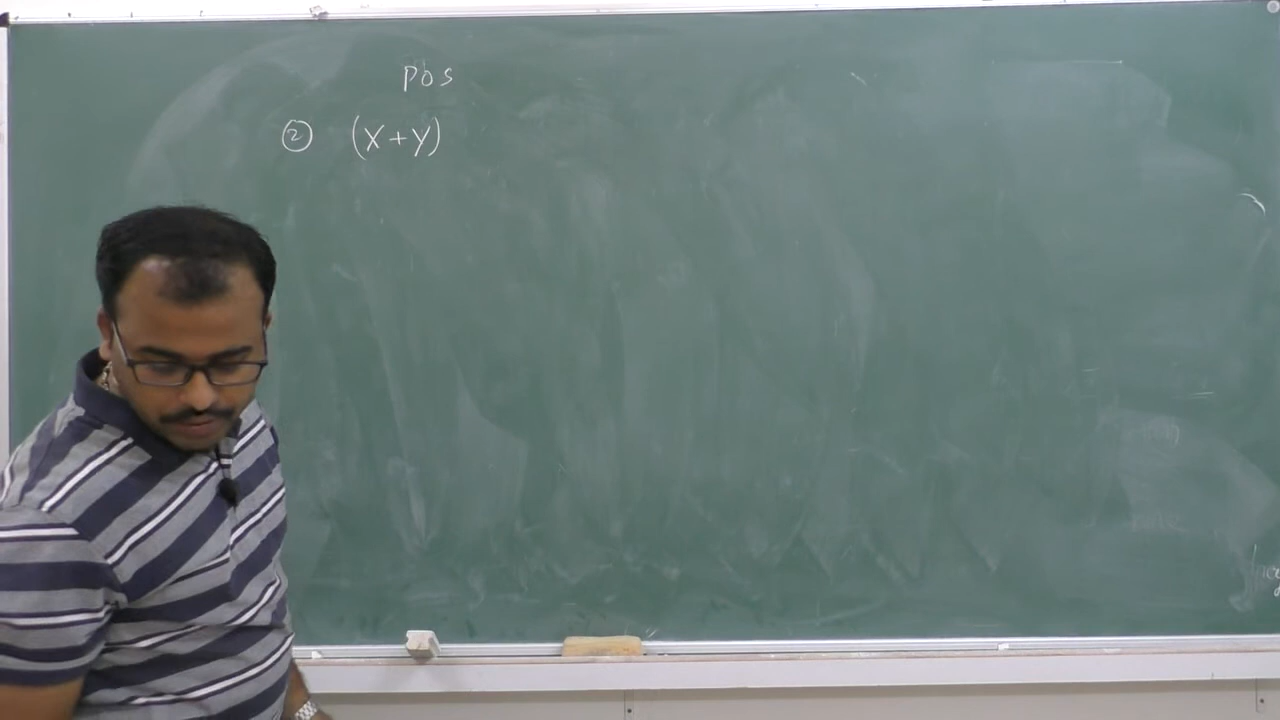 POS
② (X+Y)